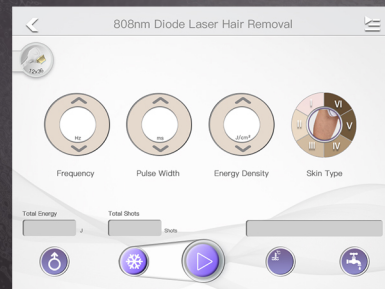 808nm Diode Laser Hair Removal
12x36
Hz
ms
J/cm²
I
VI
II
V
III
IV
Frequency
Pulse Width
Energy Density
Skin Type
Total Energy
Total Shots
J
Shots